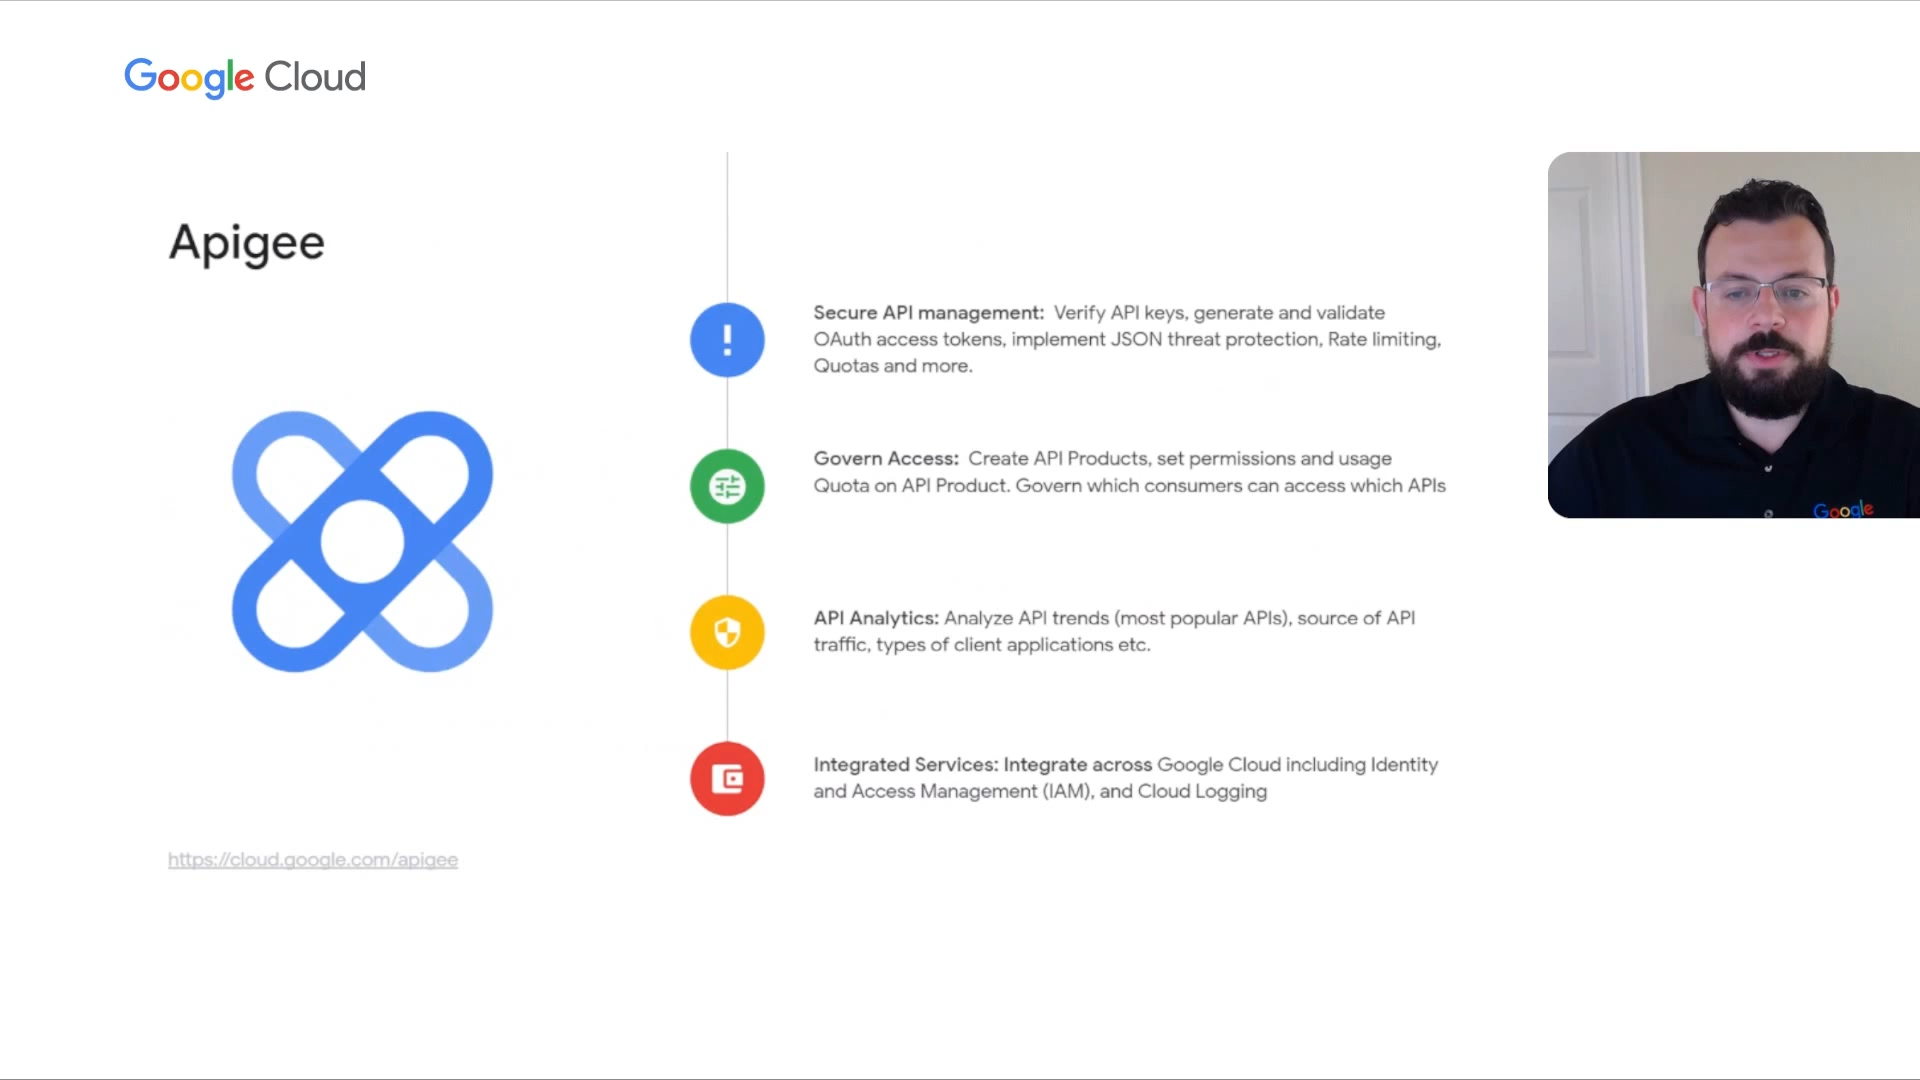 Google Cloud
Apigee
Secure API management: Verify API keys, generate and validate
OAuth access tokens, implement JSON threat protection, Rate limiting,
Quotas and more.
Govern Access: Create API Products, set permissions and usage
Quota on API Product. Govern which consumers can access which APIs
API Analytics: Analyze API trends (most popular APIs), source of API
traffic, types of client applications etc.
Integrated Services: Integrate across Google Cloud including Identity
and Access Management (IAM), and Cloud Logging
https://cloud.google.com/apigee
Google